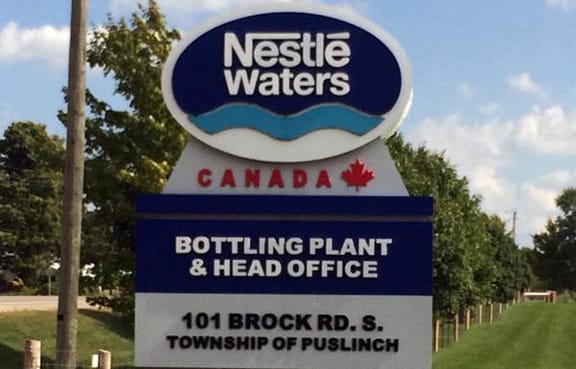 Nestlé
Waters
CANADA
BOTTLING PLANT
& HEAD OFFICE
101 BROCK RD. S.
TOWNSHIP OF PUSLINCH